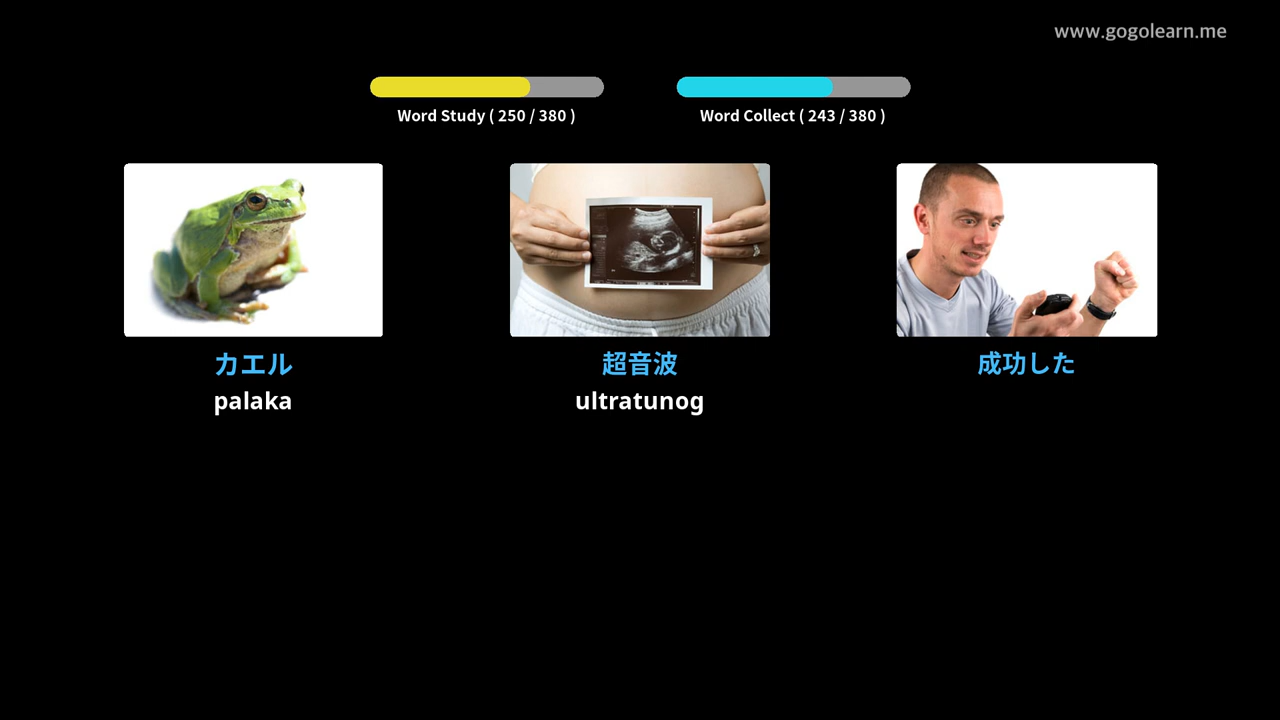 www.gogolearn.me
Word Study ( 250 / 380 )
Word Collect ( 243 / 380 )
カエル
palaka
超音波
ultratunog
成功した